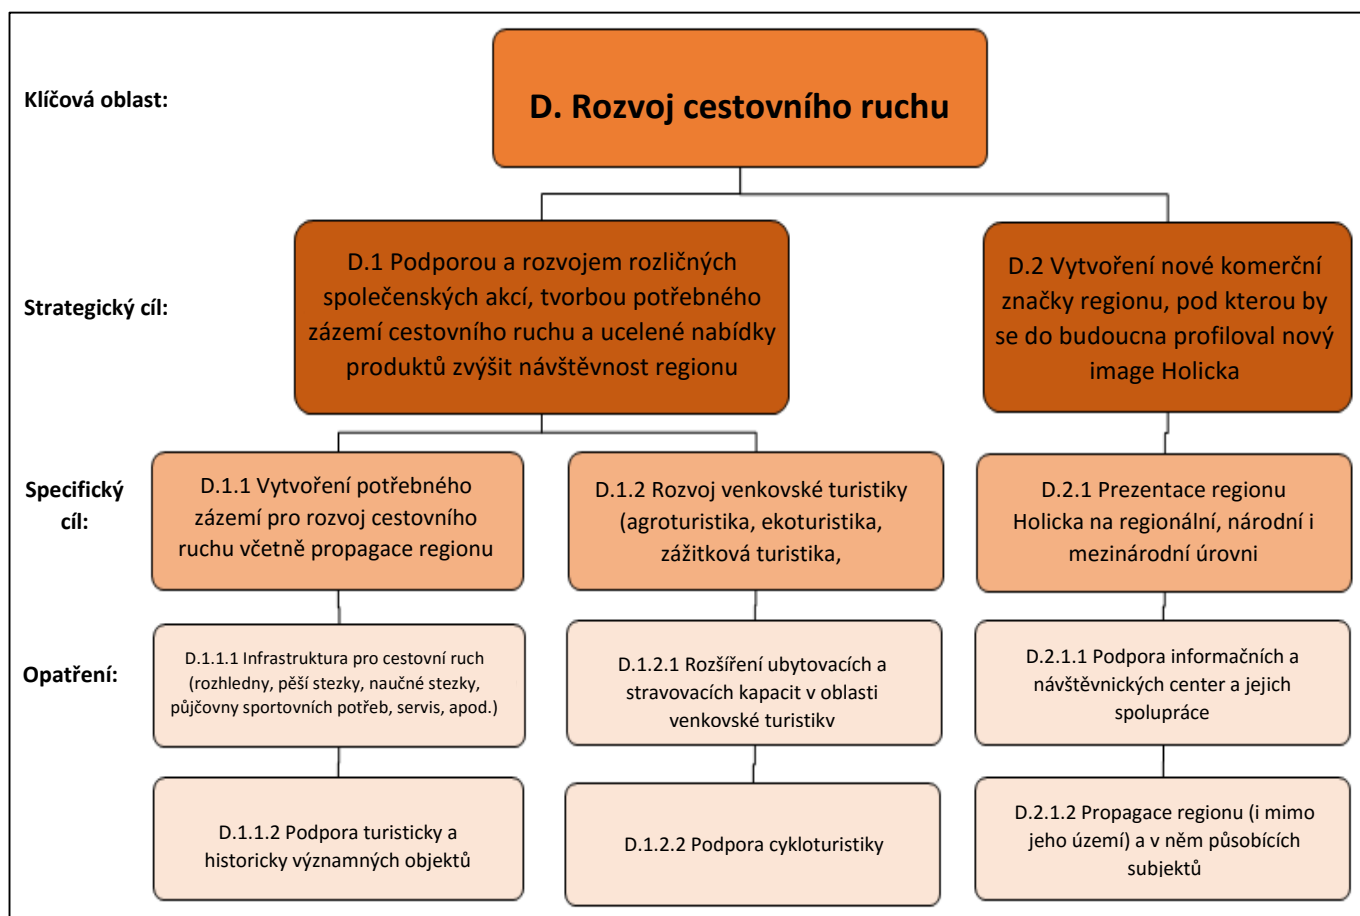 Klíčová oblast:
D. Rozvoj cestovního ruchu
Strategický cíl:
D.1 Podporou a rozvojem rozličných
společenských akcí, tvorbou potřebného
zázemí cestovního ruchu a ucelené nabídky
produktů zvýšit návštěvnost regionu
D.2 Vytvoření nové komerční
značky regionu, pod kterou by
se do budoucna profiloval nový
image Holicka
Specifický
cíl:
D.1.1 Vytvoření potřebného
zázemí pro rozvoj cestovního
ruchu včetně propagace regionu
D.1.2 Rozvoj venkovské turistiky
(agroturistika, ekoturistika,
zážitková turistika,
D.2.1 Prezentace regionu
Holicka na regionální, národní i
mezinárodní úrovni
Opatření:
D.1.1.1 Infrastruktura pro cestovní ruch
(rozhledny, pěší stezky, naučné stezky,
půjčovny sportovních potřeb, servis, apod.)
D.1.2.1 Rozšíření ubytovacích a
stravovacích kapacit v oblasti
venkovské turistiky
D.2.1.1 Podpora informačních a
návštěvnických center a jejich
spolupráce
D.1.1.2 Podpora turisticky a
historicky významných objektů
D.1.2.2 Podpora cykloturistiky
D.2.1.2 Propagace regionu (i mimo
jeho území) a v něm působících
subjektů